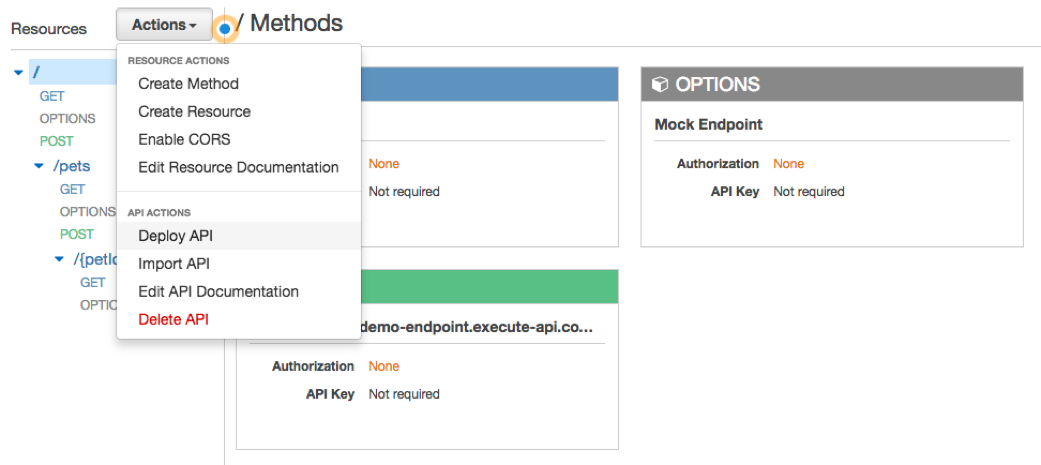 Resources
Actions
/ Methods
/
GET
OPTIONS
POST
/pets
GET
OPTIONS
POST
GET
RESOURCE ACTIONS
Create Method
Create Resource
Enable CORS
Edit Resource Documentation
API ACTIONS
Deploy API
Import API
Edit API Documentation
Delete API
None
Not required
demo-endpoint.execute-api.co...
Authorization None
API Key Not required
OPTIONS
Mock Endpoint
Authorization None
API Key Not required